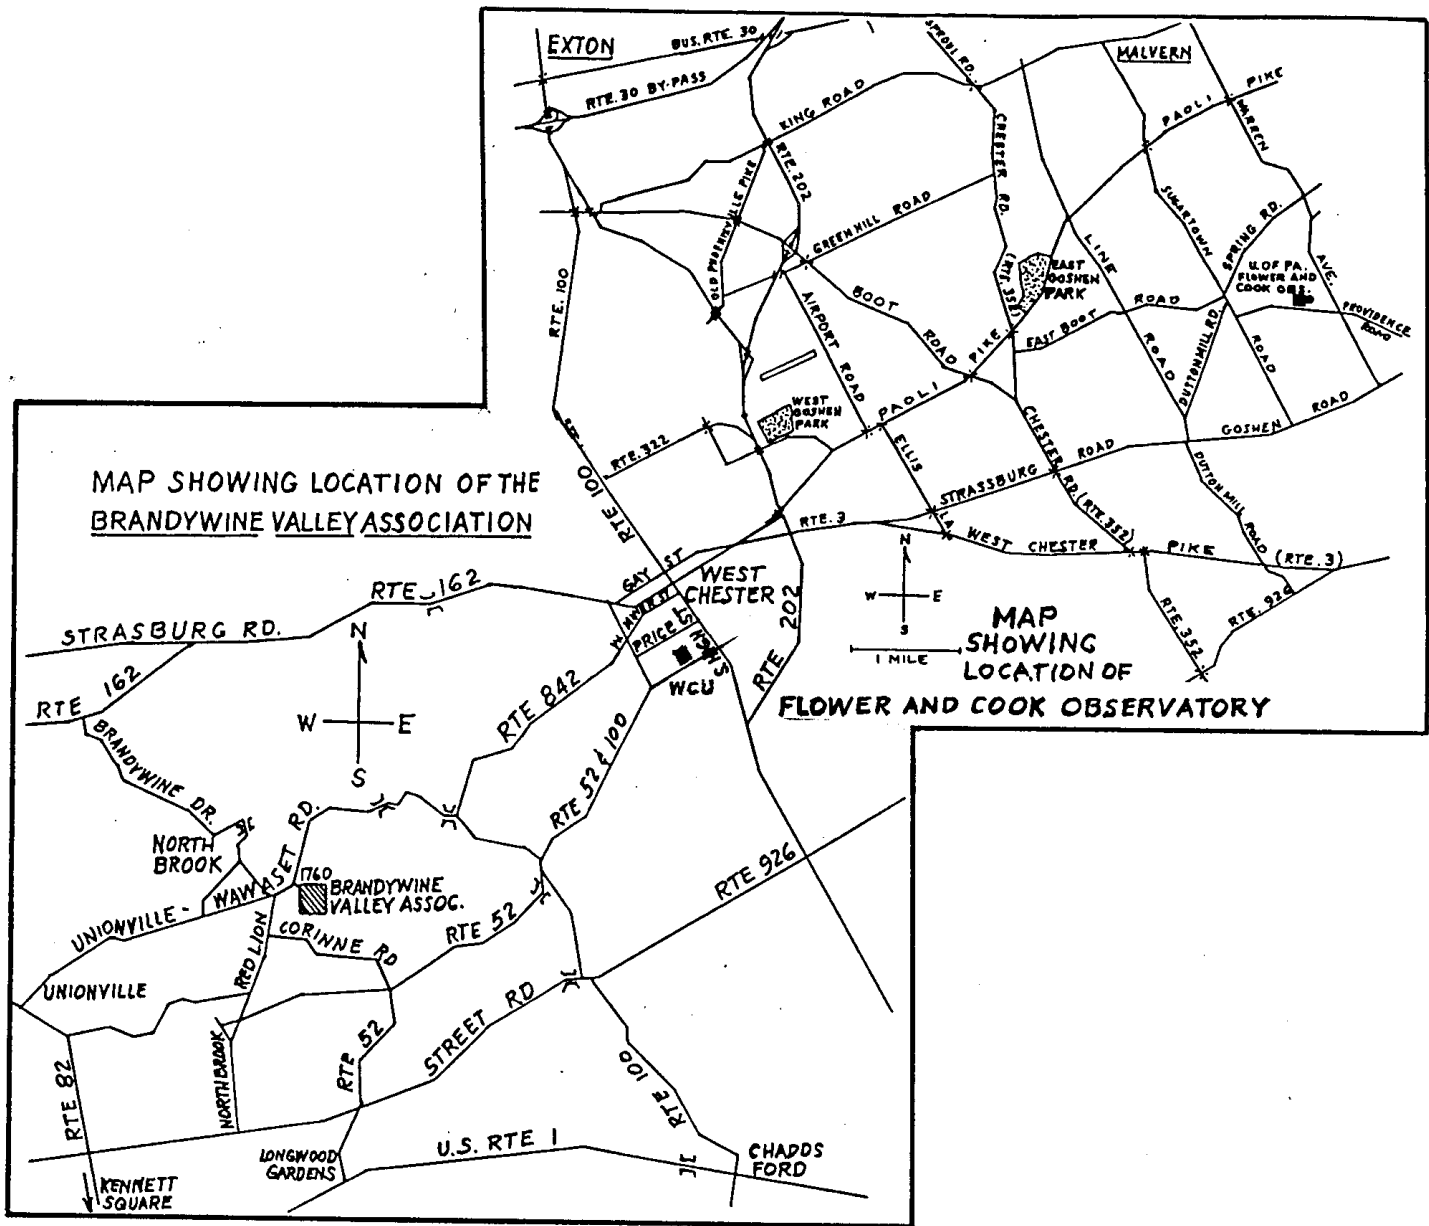 EXTON
BUS. RTE. 30
RTE. 30 BY-PASS
SPROUL RD.
MALVERN
KING ROAD
PAOLI PIKE
WARREN
AVE.
RTE. 202
CHESTER RD.
(RTE. 352)
OLD PHOENIXVILLE PIKE
GREENHILL ROAD
LINE
ROAD
SUGARTOWN
ROAD
SPRING RD.
U. OF PA.
FLOWER AND
COOK OBS.
EAST
GOSHEN
PARK
RTE. 100
BOOT
ROAD
AIRPORT ROAD
EAST BOOT
ROAD
PROVIDENCE
ROAD
DUTTON MILL RD.
PAOLI
PIKE
WEST
GOSHEN
PARK
RTE. 322
ELLIS
LA
CHESTER
RD. (RTE. 352)
STRASSBURG
ROAD
GOSHEN
ROAD
DUTTON
MILL
ROAD
RTE. 3
WEST CHESTER PIKE (RTE. 3)
RTE. 926
RTE. 352
N
W E
S
1 MILE
MAP
SHOWING
LOCATION OF
FLOWER AND COOK OBSERVATORY
MAP SHOWING LOCATION OF THE
BRANDYWINE VALLEY ASSOCIATION
RTE 100
GAY ST
WEST
CHESTER
PRICE ST
S HIGH ST
WCU
RTE 202
RTE 162
STRASBURG RD.
RTE 162
N
W E
S
RTE 842
RTE 52 & 100
BRANDYWINE DR.
NORTH
BROOK
UNIONVILLE - WAWASET RD.
1760
BRANDYWINE
VALLEY ASSOC.
RTE 926
RED LION
CORINNE RD
RTE 52
UNIONVILLE
NORTHBROOK
RTE 52
STREET RD
RTE 100
RTE 82
U.S. RTE 1
LONGWOOD
GARDENS
CHADDS
FORD
KENNETT
SQUARE